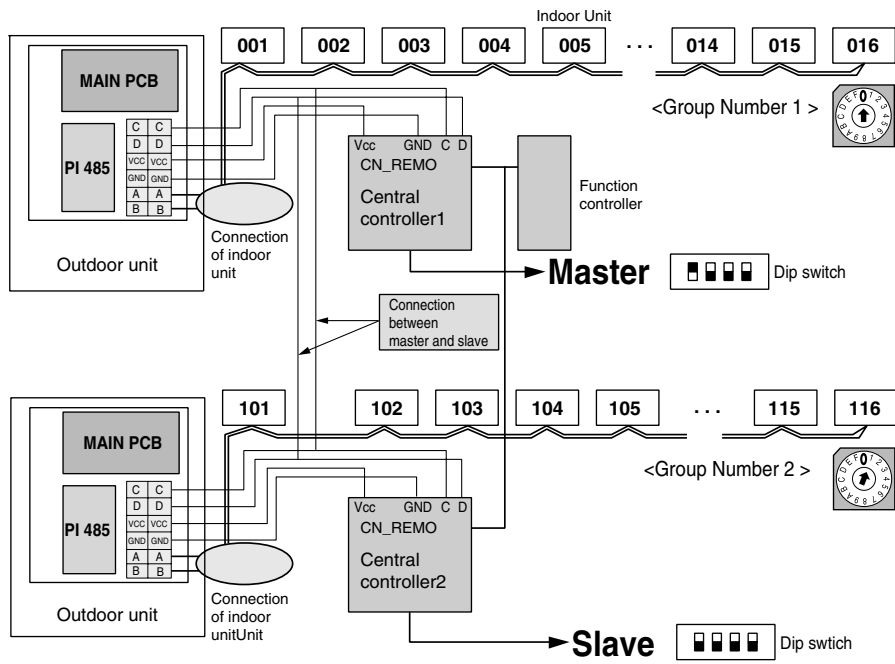 Indoor Unit
001 002 003 004 005 ... 014 015 016
MAIN PCB
<Group Number 1 >
PI 485
C C
D D
VCC VCC
GND GND
A A
B B
Vcc GND C D
CN_REMO
Central
controller1
Function
controller
Connection
of indoor
unit
Outdoor unit
Master
Dip switch
Connection
between
master and slave
101 102 103 104 105 ... 115 116
MAIN PCB
<Group Number 2 >
PI 485
C C
D D
VCC VCC
GND GND
A A
B B
Vcc GND C D
CN_REMO
Central
controller2
Connection
of indoor
unitUnit
Outdoor unit
Slave
Dip swtich